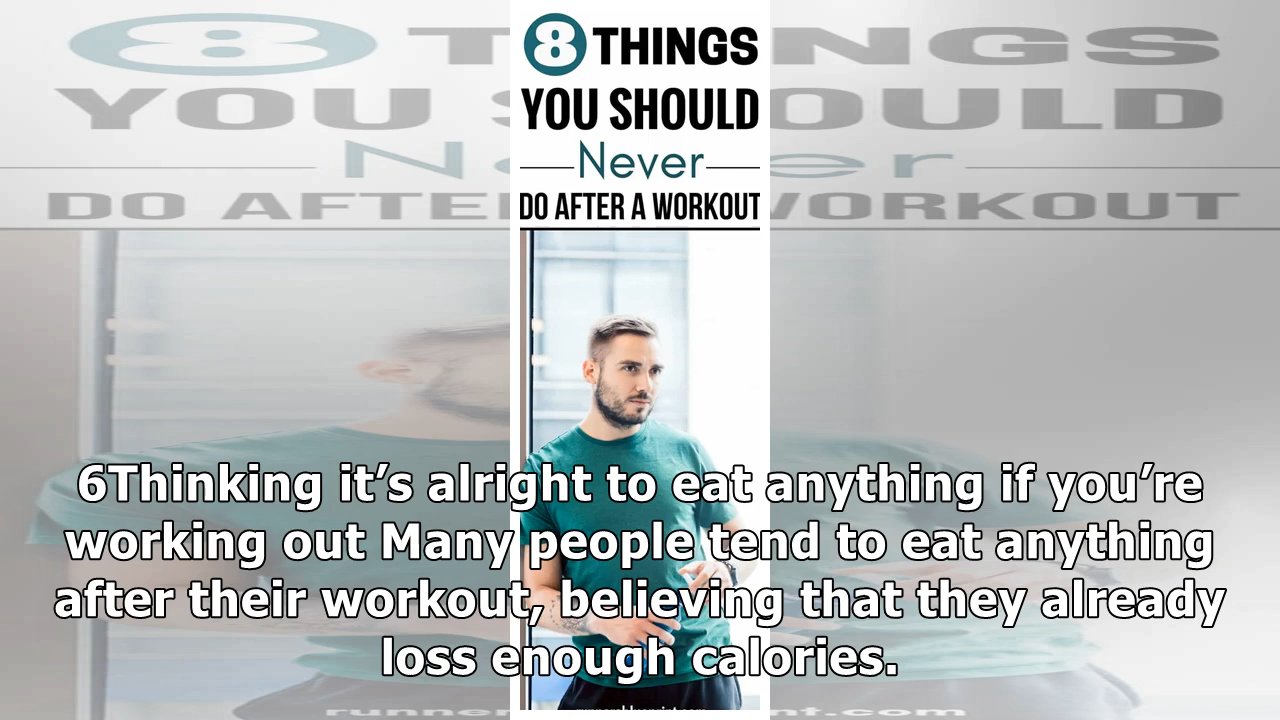 8 THINGS
YOU SHOULD
Never
DO AFTER A WORKOUT
6Thinking it’s alright to eat anything if you’re
working out Many people tend to eat anything
after their workout, believing that they already
loss enough calories.